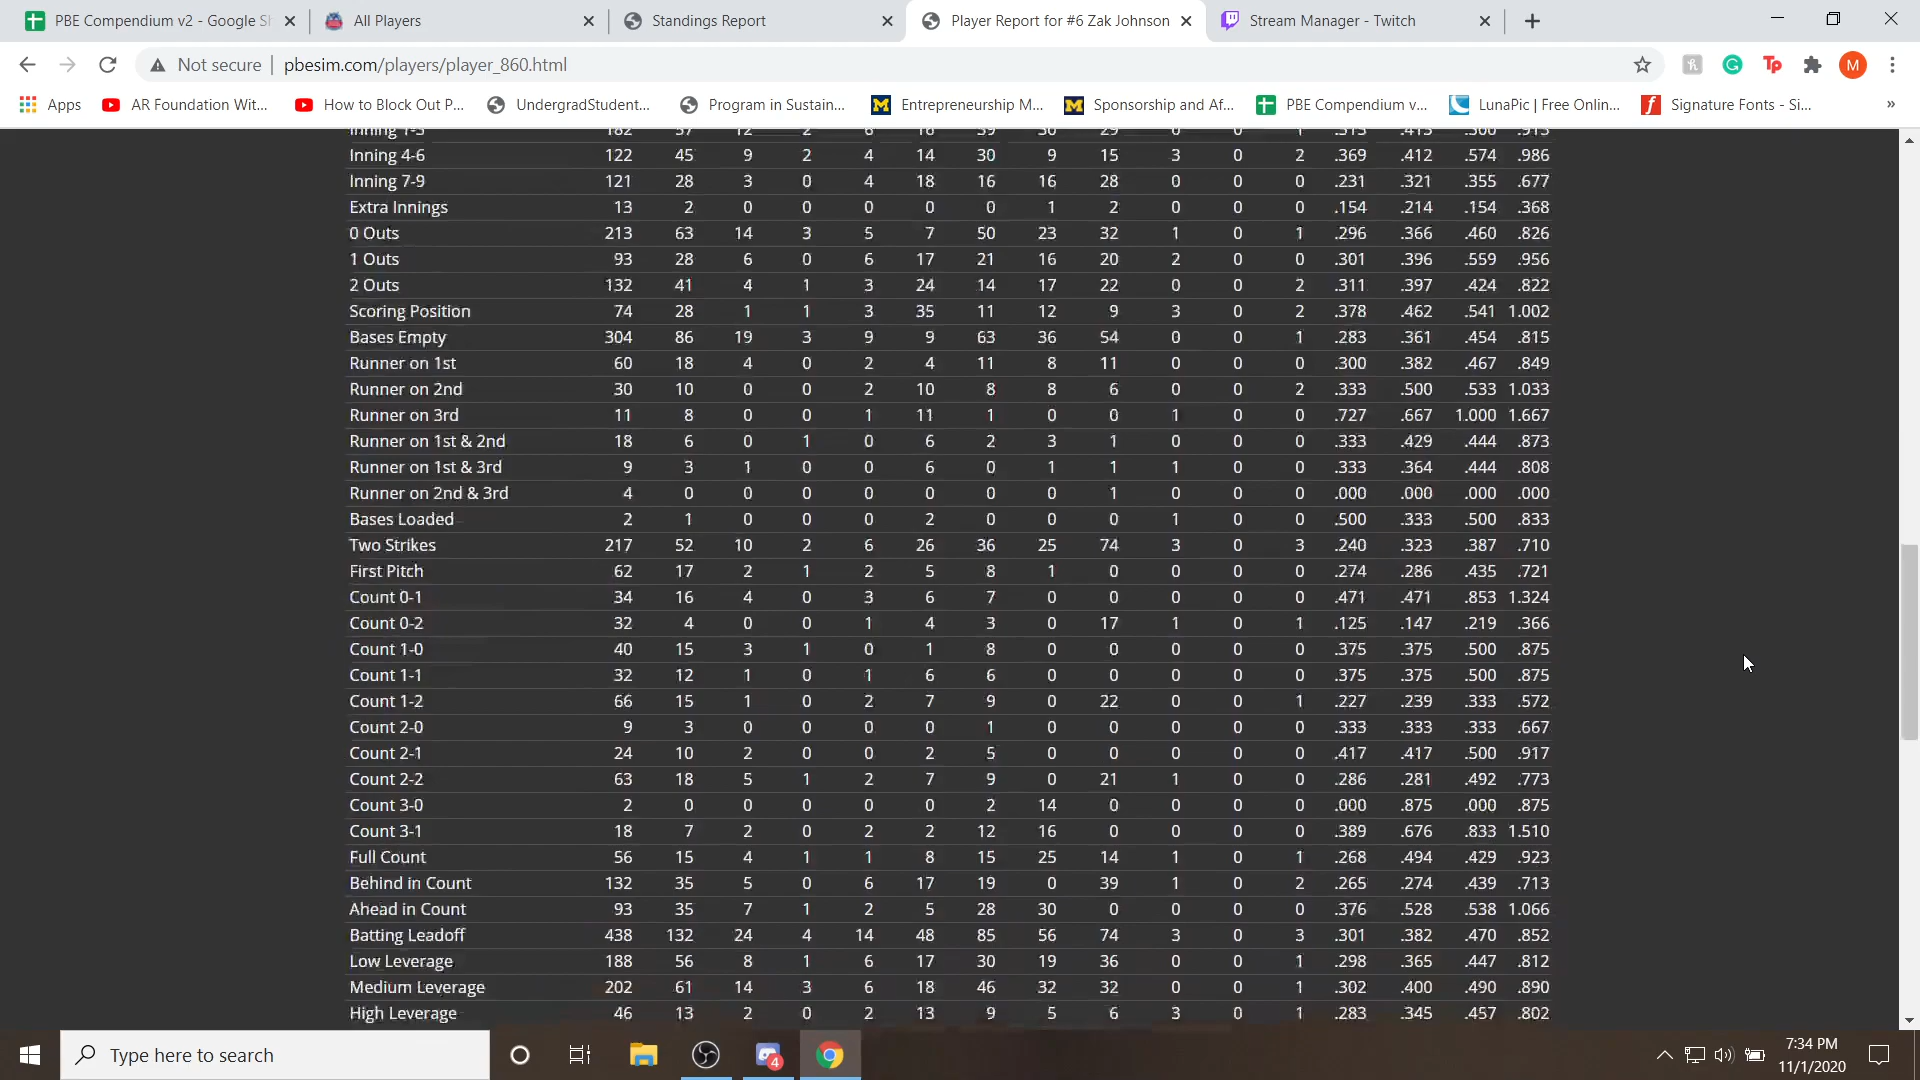 PBE Compendium v2 - Google Sh
All Players
Standings Report
Player Report for #6 Zak Johnson
Stream Manager - Twitch
Not secure
pbesim.com/players/player_860.html
Apps
AR Foundation Wit...
How to Block Out P...
UndergradStudent...
Program in Sustain...
Entrepreneurship M...
Sponsorship and Af...
PBE Compendium v...
LunaPic | Free Onlin...
Signature Fonts - Si...
»
Inning 1-3 182 57 12 2 6 16 39 30 29 0 0 1 .313 .413 .500 .913
Inning 4-6 122 45 9 2 4 14 30 9 15 3 0 2 .369 .412 .574 .986
Inning 7-9 121 28 3 0 4 18 16 16 28 0 0 0 .231 .321 .355 .677
Extra Innings 13 2 0 0 0 0 0 1 2 0 0 0 .154 .214 .154 .368
0 Outs 213 63 14 3 5 7 50 23 32 1 0 1 .296 .366 .460 .826
1 Outs 93 28 6 0 6 17 21 16 20 2 0 0 .301 .396 .559 .956
2 Outs 132 41 4 1 3 24 14 17 22 0 0 2 .311 .397 .424 .822
Scoring Position 74 28 1 1 3 35 11 12 9 3 0 2 .378 .462 .541 1.002
Bases Empty 304 86 19 3 9 9 63 36 54 0 0 1 .283 .361 .454 .815
Runner on 1st 60 18 4 0 2 4 11 8 11 0 0 0 .300 .382 .467 .849
Runner on 2nd 30 10 0 0 2 10 8 8 6 0 0 2 .333 .500 .533 1.033
Runner on 3rd 11 8 0 0 1 11 1 0 0 1 0 0 .727 .667 1.000 1.667
Runner on 1st & 2nd 18 6 0 1 0 6 2 3 1 0 0 0 .333 .429 .444 .873
Runner on 1st & 3rd 9 3 1 0 0 6 0 1 1 1 0 0 .333 .364 .444 .808
Runner on 2nd & 3rd 4 0 0 0 0 0 0 0 1 0 0 0 .000 .000 .000 .000
Bases Loaded 2 1 0 0 0 2 0 0 0 1 0 0 .500 .333 .500 .833
Two Strikes 217 52 10 2 6 26 36 25 74 3 0 3 .240 .323 .387 .710
First Pitch 62 17 2 1 2 5 8 1 0 0 0 0 .274 .286 .435 .721
Count 0-1 34 16 4 0 3 6 7 0 0 0 0 0 .471 .471 .853 1.324
Count 0-2 32 4 0 0 1 4 3 0 17 1 0 1 .125 .147 .219 .366
Count 1-0 40 15 3 1 0 1 8 0 0 0 0 0 .375 .375 .500 .875
Count 1-1 32 12 1 0 1 6 6 0 0 0 0 0 .375 .375 .500 .875
Count 1-2 66 15 1 0 2 7 9 0 22 0 0 1 .227 .239 .333 .572
Count 2-0 9 3 0 0 0 0 1 0 0 0 0 0 .333 .333 .333 .667
Count 2-1 24 10 2 0 0 2 5 0 0 0 0 0 .417 .417 .500 .917
Count 2-2 63 18 5 1 2 7 9 0 21 1 0 0 .286 .281 .492 .773
Count 3-0 2 0 0 0 0 0 2 14 0 0 0 0 .000 .875 .000 .875
Count 3-1 18 7 2 0 2 2 12 16 0 0 0 0 .389 .676 .833 1.510
Full Count 56 15 4 1 1 8 15 25 14 1 0 1 .268 .494 .429 .923
Behind in Count 132 35 5 0 6 17 19 0 39 1 0 2 .265 .274 .439 .713
Ahead in Count 93 35 7 1 2 5 28 30 0 0 0 0 .376 .528 .538 1.066
Batting Leadoff 438 132 24 4 14 48 85 56 74 3 0 3 .301 .382 .470 .852
Low Leverage 188 56 8 1 6 17 30 19 36 0 0 1 .298 .365 .447 .812
Medium Leverage 202 61 14 3 6 18 46 32 32 0 0 1 .302 .400 .490 .890
High Leverage 46 13 2 0 2 13 9 5 6 3 0 1 .283 .345 .457 .802
Type here to search
4
7:34 PM
11/1/2020